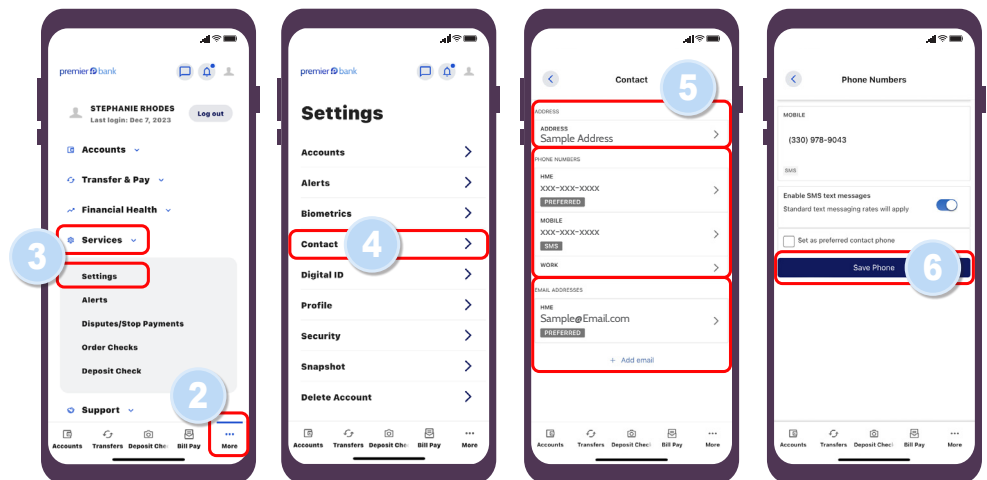 premier bank
STEPHANIE RHODES
Last login: Dec 7, 2023
Log out
Accounts
Transfer & Pay
Financial Health
3
Services
Settings
Alerts
Disputes/Stop Payments
Order Checks
Deposit Check
2
Support
Accounts Transfers Deposit Che Bill Pay More
premier bank
Settings
Accounts
Alerts
Biometrics
4
Contact
Digital ID
Profile
Security
Snapshot
Delete Account
Accounts Transfers Deposit Che Bill Pay More
Contact
5
ADDRESS
ADDRESS
Sample Address
PHONE NUMBERS
HME
xxx-xxx-xxxx
PREFERRED
MOBILE
xxx-xxx-xxxx
SMS
WORK
EMAIL ADDRESSES
HME
Sample@Email.com
PREFERRED
+ Add email
Accounts Transfers Deposit Chec Bill Pay More
Phone Numbers
MOBILE
(330) 978-9043
SMS
Enable SMS text messages
Standard text messaging rates will apply
Set as preferred contact phone
Save Phone
6
Accounts Transfers Deposit Chec Bill Pay More